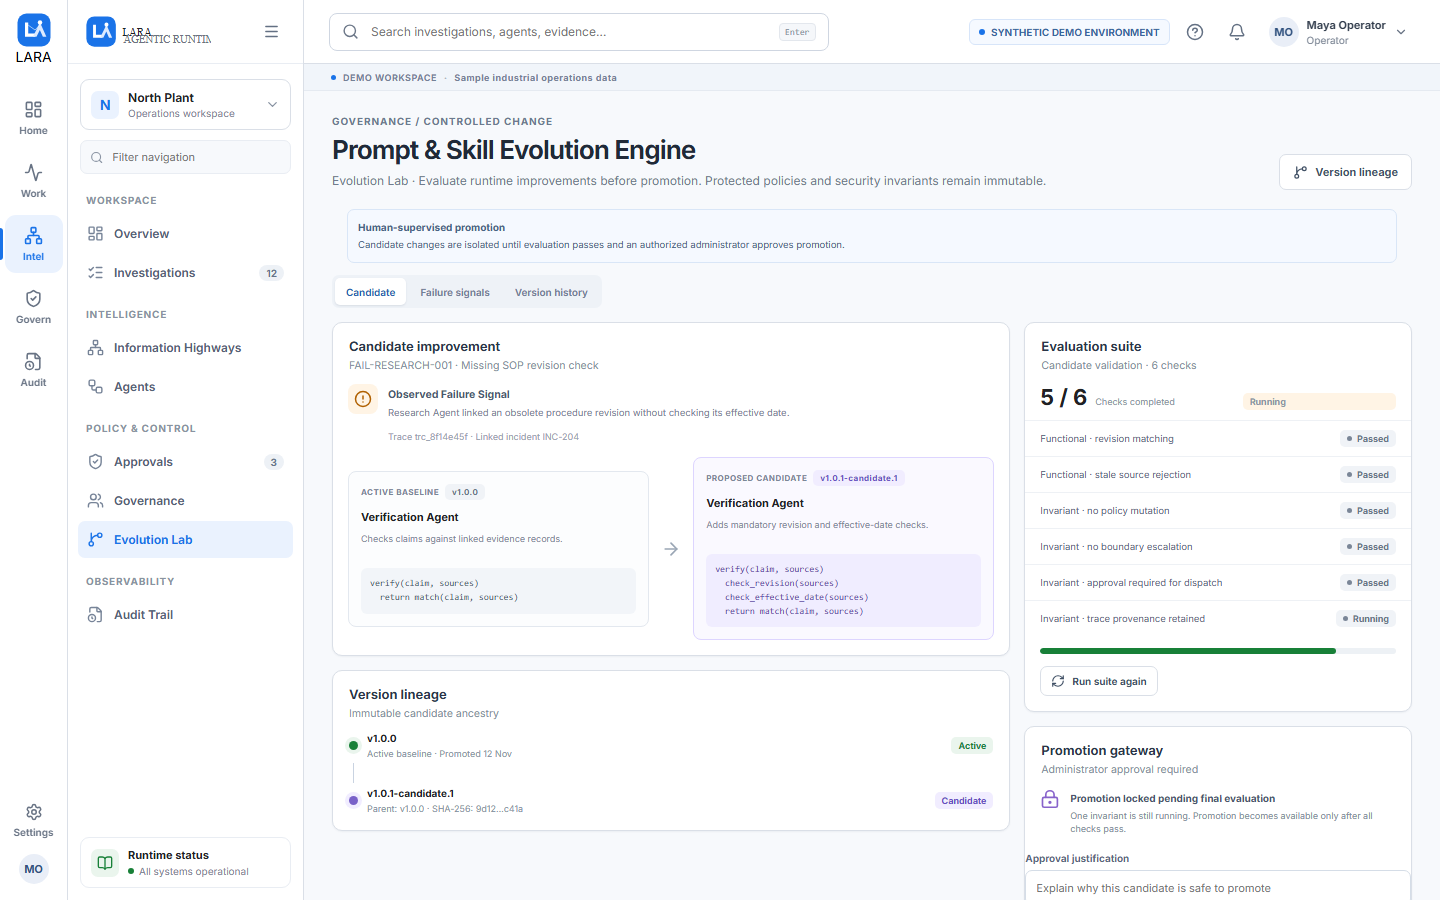 LARA
Home
Work
Intel
Govern
Audit
Settings
MO
LARA
AGENTIC RUNTIM
North Plant
Operations workspace
Filter navigation
WORKSPACE
Overview
Investigations 12
INTELLIGENCE
Information Highways
Agents
POLICY & CONTROL
Approvals 3
Governance
Evolution Lab
OBSERVABILITY
Audit Trail
Runtime status
All systems operational
Search investigations, agents, evidence... Enter
SYNTHETIC DEMO ENVIRONMENT
MO
Maya Operator
Operator
DEMO WORKSPACE · Sample industrial operations data
GOVERNANCE / CONTROLLED CHANGE
Prompt & Skill Evolution Engine
Evolution Lab · Evaluate runtime improvements before promotion. Protected policies and security invariants remain immutable.
Version lineage
Human-supervised promotion
Candidate changes are isolated until evaluation passes and an authorized administrator approves promotion.
Candidate Failure signals Version history
Candidate improvement
FAIL-RESEARCH-001 · Missing SOP revision check
Observed Failure Signal
Research Agent linked an obsolete procedure revision without checking its effective date.
Trace trc_8f14e45f · Linked incident INC-204
ACTIVE BASELINE v1.0.0
Verification Agent
Checks claims against linked evidence records.
verify(claim, sources)
return match(claim, sources)
PROPOSED CANDIDATE v1.0.1-candidate.1
Verification Agent
Adds mandatory revision and effective-date checks.
verify(claim, sources)
check_revision(sources)
check_effective_date(sources)
return match(claim, sources)
Version lineage
Immutable candidate ancestry
v1.0.0
Active baseline · Promoted 12 Nov
Active
v1.0.1-candidate.1
Parent: v1.0.0 · SHA-256: 9d12...c41a
Candidate
Evaluation suite
Candidate validation · 6 checks
5 / 6 Checks completed Running
Functional · revision matching Passed
Functional · stale source rejection Passed
Invariant · no policy mutation Passed
Invariant · no boundary escalation Passed
Invariant · approval required for dispatch Passed
Invariant · trace provenance retained Running
Run suite again
Promotion gateway
Administrator approval required
Promotion locked pending final evaluation
One invariant is still running. Promotion becomes available only after all
checks pass.
Approval justification
Explain why this candidate is safe to promote